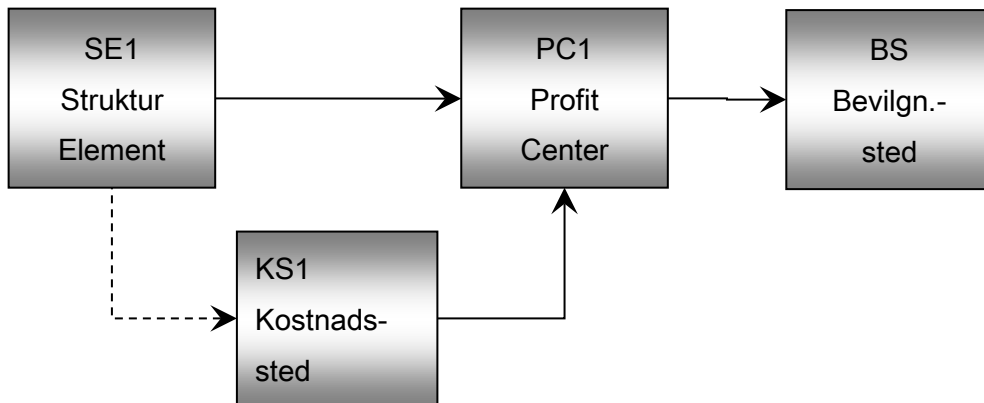 SE1
Struktur
Element
PC1
Profit
Center
BS
Bevilgn.-
sted
KS1
Kostnads-
sted